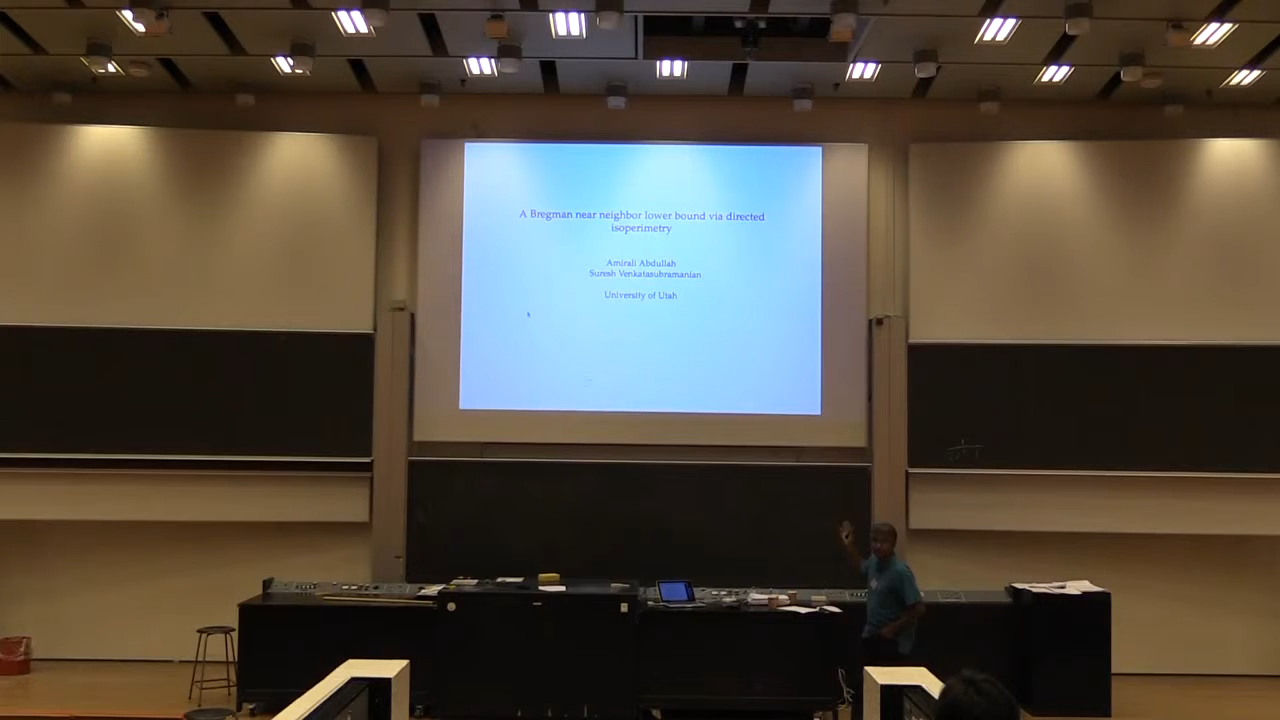 A Bregman near neighbor lower bound via directed
isoperimetry
Amirali Abdullah
Suresh Venkatasubramanian
University of Utah